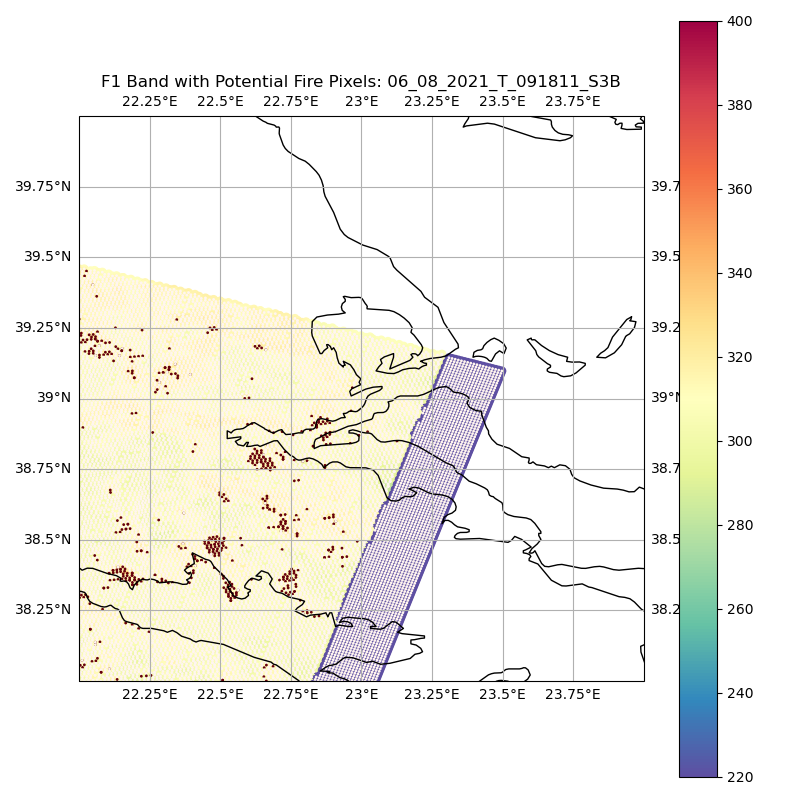 F1 Band with Potential Fire Pixels: 06_08_2021_T_091811_S3B
22.25°E 22.5°E 22.75°E 23°E 23.25°E 23.5°E 23.75°E
39.75°N 39.7
39.5°N 39.5
39.25°N 39.2
39°N 39°N
38.75°N 38.7
38.5°N 38.5
38.25°N 38.2
22.25°E 22.5°E 22.75°E 23°E 23.25°E 23.5°E 23.75°E
400
380
360
340
320
300
280
260
240
220